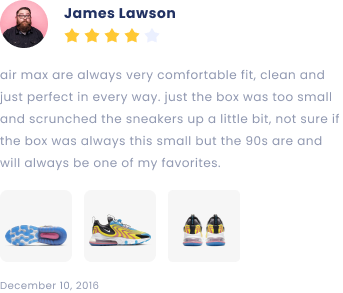 James Lawson
air max are always very comfortable fit, clean and
just perfect in every way. just the box was too small
and scrunched the sneakers up a little bit, not sure if
the box was always this small but the 90s are and
will always be one of my favorites.
December 10, 2016